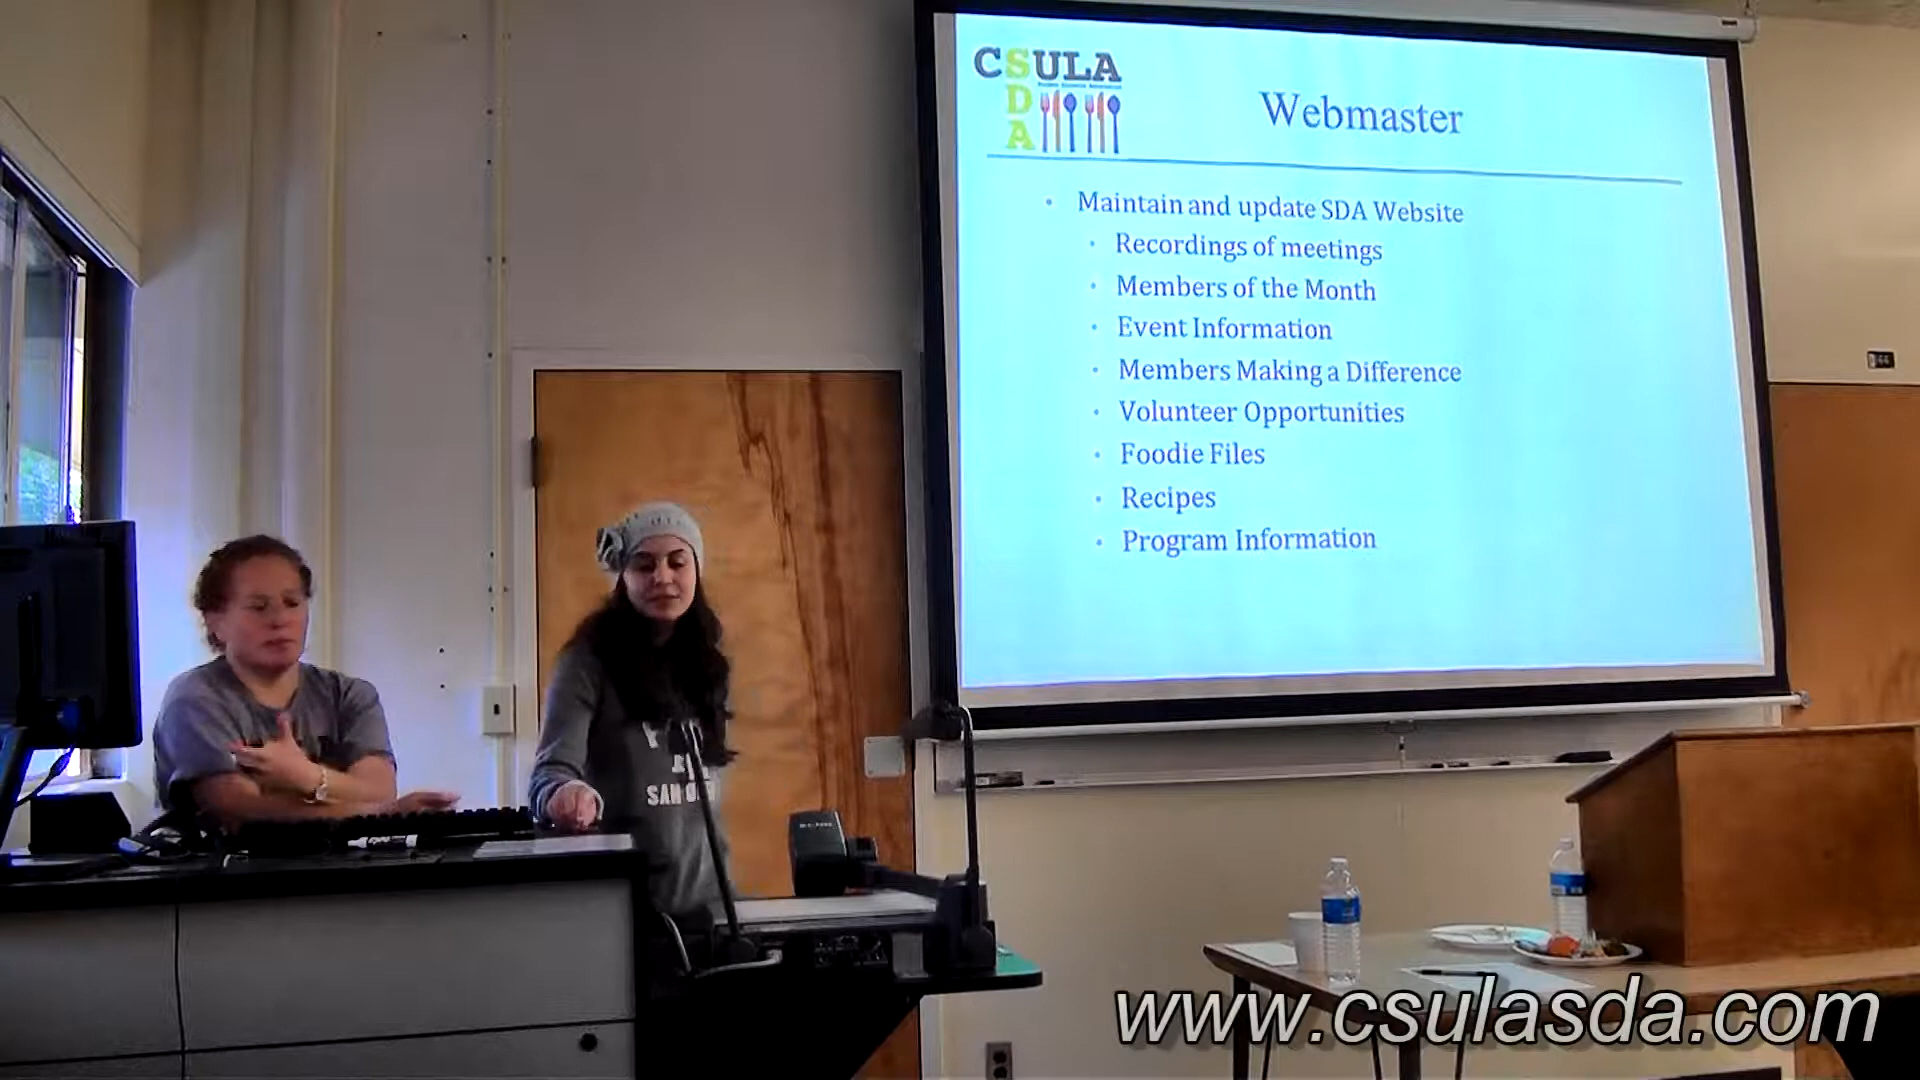 CSULA
SDA
Webmaster
• Maintain and update SDA Website
• Recordings of meetings
• Members of the Month
• Event Information
• Members Making a Difference
• Volunteer Opportunities
• Foodie Files
• Recipes
• Program Information
SAN
www.csulasda.com